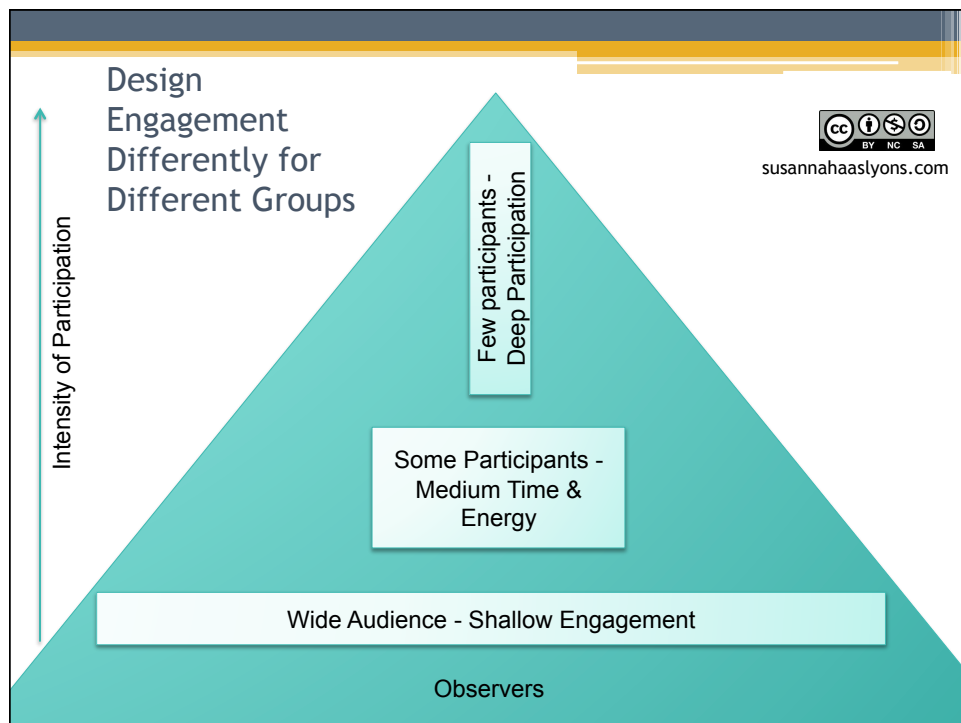 Design
Engagement
Differently for
Different Groups
cc
BY NC SA
susannahaaslyons.com
Intensity of Participation
Few participants -
Deep Participation
Some Participants -
Medium Time &
Energy
Wide Audience - Shallow Engagement
Observers